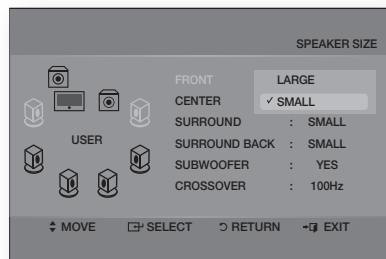 SPEAKER SIZE
FRONT LARGE
CENTER ✓ SMALL
SURROUND : SMALL
USER
SURROUND BACK : SMALL
SUBWOOFER : YES
CROSSOVER : 100Hz
MOVE SELECT RETURN EXIT